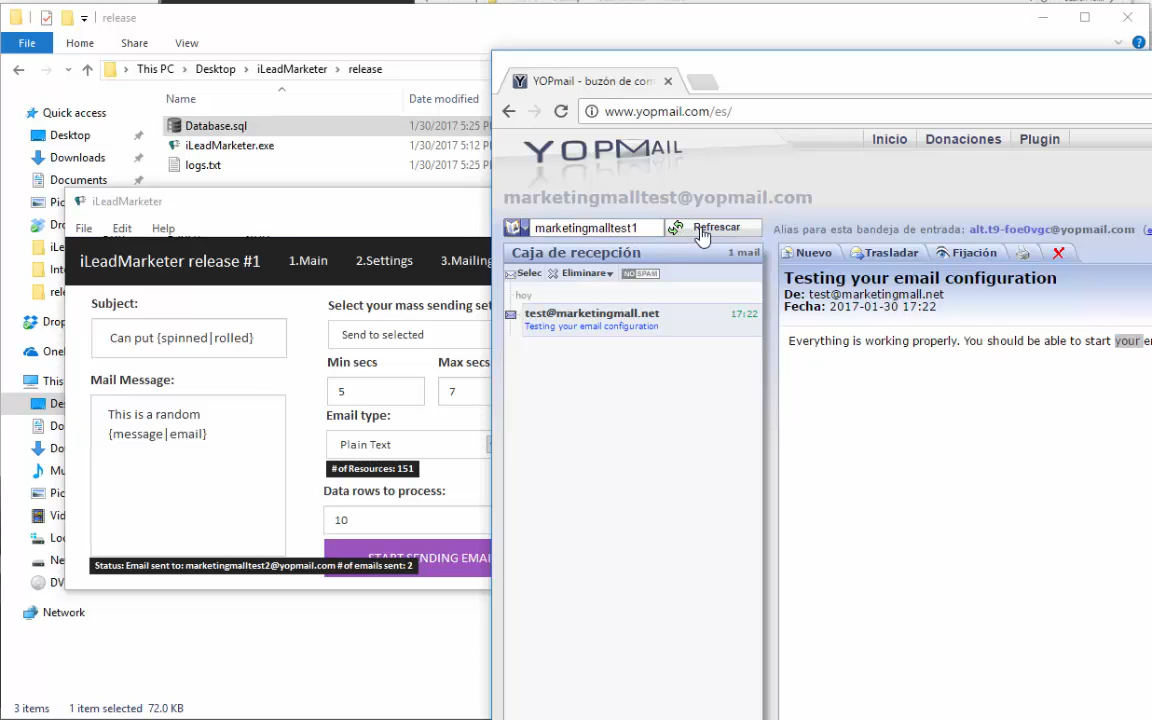 release
File
Home
Share
View
This PC
Desktop
iLeadMarketer
release
Name
Date modified
Quick access
Desktop
Downloads
Documents
Database.sql
1/30/2017 5:25 P
iLeadMarketer.exe
1/30/2017 5:12 P
logs.txt
1/30/2017 5:25 P
Network
3 items
1 item selected 72.0 KB
iLeadMarketer
File
Edit
Help
iLeadMarketer release #1
1.Main
2.Settings
3.Mailing
Subject:
Can put {spinned|rolled}
Mail Message:
This is a random
{message|email}
Select your mass sending set
Send to selected
Min secs
Max secs
5
7
Email type:
Plain Text
# of Resources: 151
Data rows to process:
10
START SENDING EMAI
Status: Email sent to: marketingmalltest2@yopmail.com # of emails sent: 2
YOPmail - buzón de con
www.yopmail.com/es/
YOPMAIL
Inicio
Donaciones
Plugin
marketingmalltest@yopmail.com
marketingmalltest1
Refrescar
Alias para esta bandeja de entrada: alt.t9-foe0vgc@yopmail.com
Caja de recepción
1 mail
Selec
Eliminare
NO SPAM
hoy
test@marketingmall.net
17:22
Testing your email configuration
Nuevo
Trasladar
Fijación
Testing your email configuration
De: test@marketingmall.net
Fecha: 2017-01-30 17:22
Everything is working properly. You should be able to start your